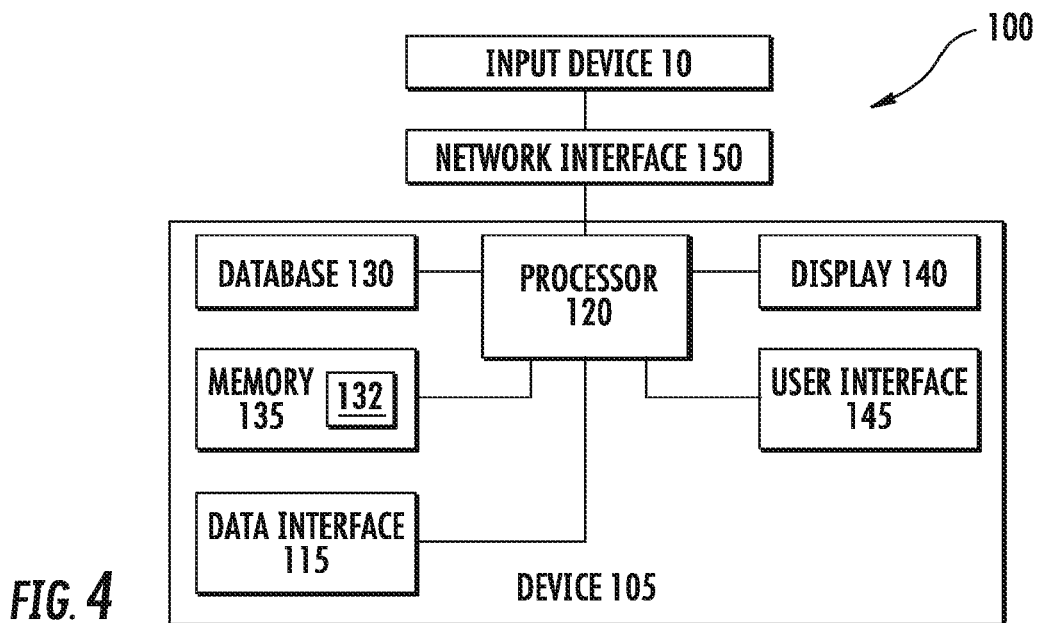 100
INPUT DEVICE 10
NETWORK INTERFACE 150
DATABASE 130
PROCESSOR
120
DISPLAY 140
MEMORY
135
132
USER INTERFACE
145
DATA INTERFACE
115
DEVICE 105
FIG. 4